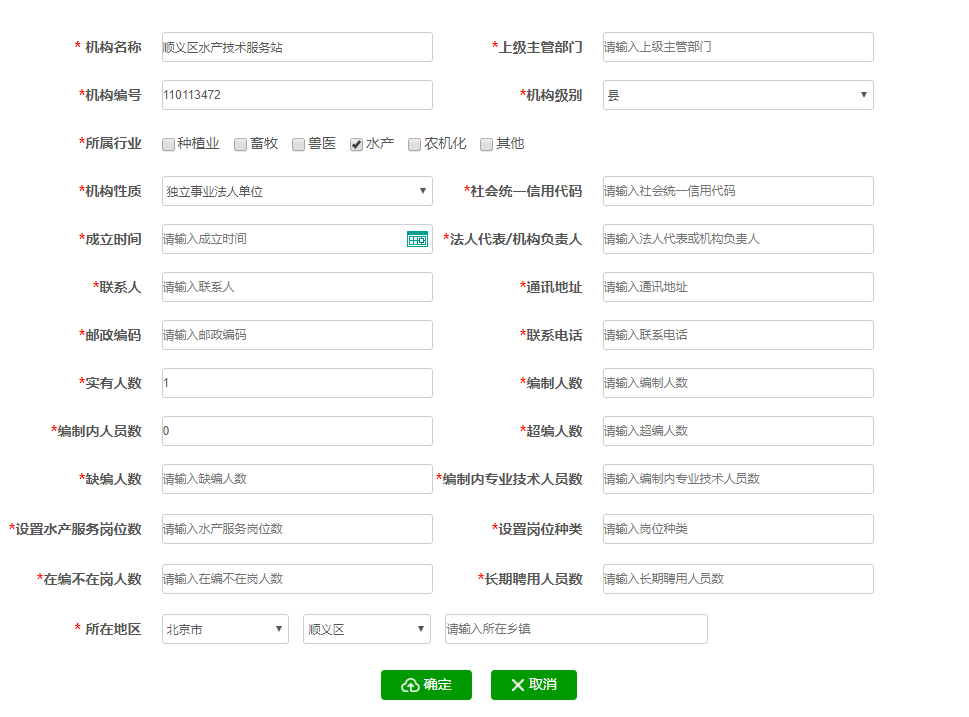 * 机构名称 顺义区水产技术服务站 *上级主管部门 请输入上级主管部门
*机构编号 110113472 *机构级别 县
*所属行业 种植业 畜牧 兽医 水产 农机化 其他
*机构性质 独立事业法人单位 *社会统一信用代码 请输入社会统一信用代码
*成立时间 请输入成立时间 *法人代表/机构负责人 请输入法人代表或机构负责人
*联系人 请输入联系人 *通讯地址 请输入通讯地址
*邮政编码 请输入邮政编码 *联系电话 请输入联系电话
*实有人数 1 *编制人数 请输入编制人数
*编制内人员数 0 *超编人数 请输入超编人数
*缺编人数 请输入缺编人数 *编制内专业技术人员数 请输入编制内专业技术人员数
*设置水产服务岗位数 请输入水产服务岗位数 *设置岗位种类 请输入岗位种类
*在编不在岗人数 请输入在编不在岗人数 *长期聘用人员数 请输入长期聘用人员数
* 所在地区 北京市 顺义区 请输入所在乡镇
确定 取消